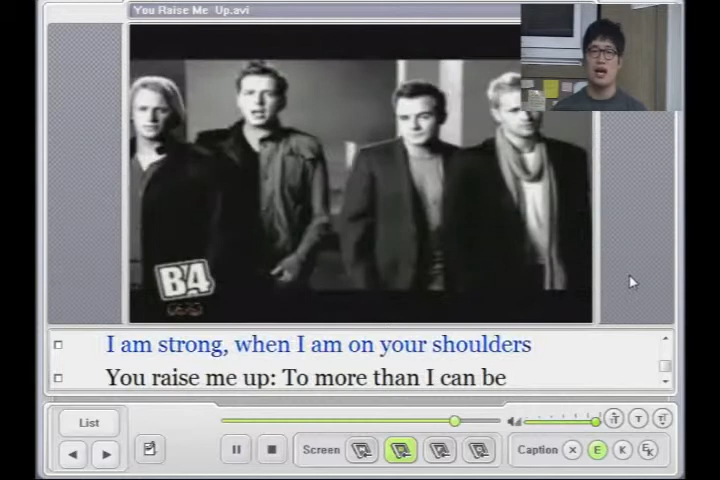 You Raise Me Up.avi
B4
I am strong, when I am on your shoulders
You raise me up: To more than I can be
List
Screen
Caption
E
K
EK
T